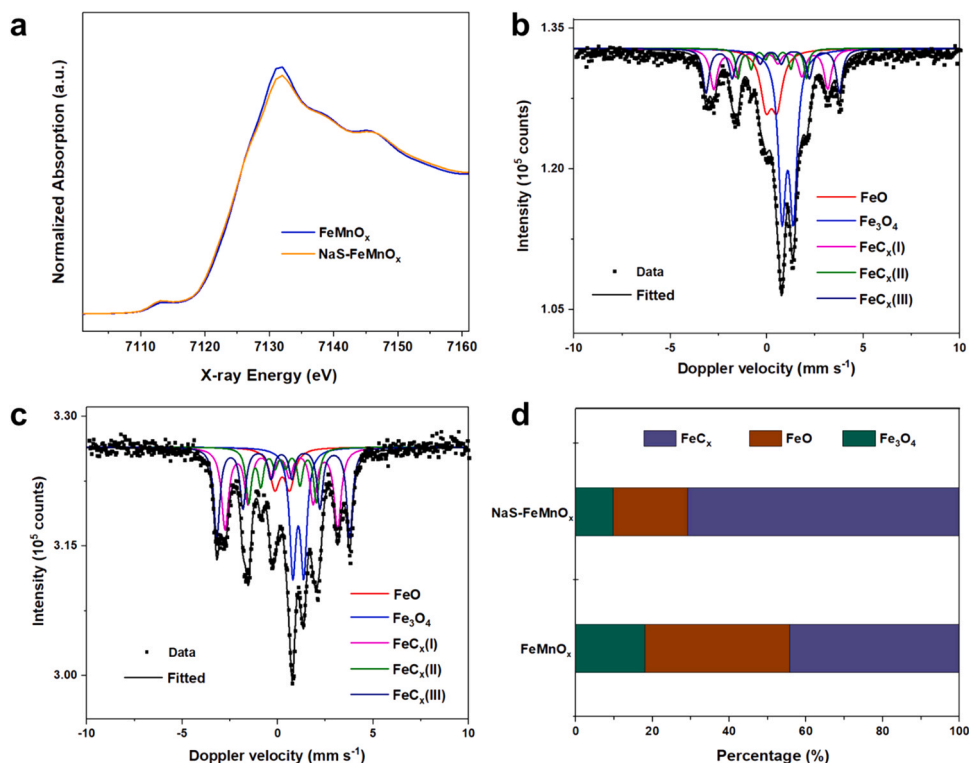 a
Normalized Absorption (a.u.)
FeMnOₓ
NaS-FeMnOₓ
7110 7120 7130 7140 7150 7160
X-ray Energy (eV)
b
Intensity (10⁵ counts)
1.35
1.20
1.05
FeO
Fe₃O₄
FeCₓ(I)
FeCₓ(II)
FeCₓ(III)
Data
Fitted
-10 -5 0 5 10
Doppler velocity (mm s⁻¹)
c
Intensity (10⁵ counts)
3.30
3.15
3.00
FeO
Fe₃O₄
FeCₓ(I)
FeCₓ(II)
FeCₓ(III)
Data
Fitted
-10 -5 0 5 10
Doppler velocity (mm s⁻¹)
d
FeCₓ FeO Fe₃O₄
NaS-FeMnOₓ
FeMnOₓ
0 20 40 60 80 100
Percentage (%)